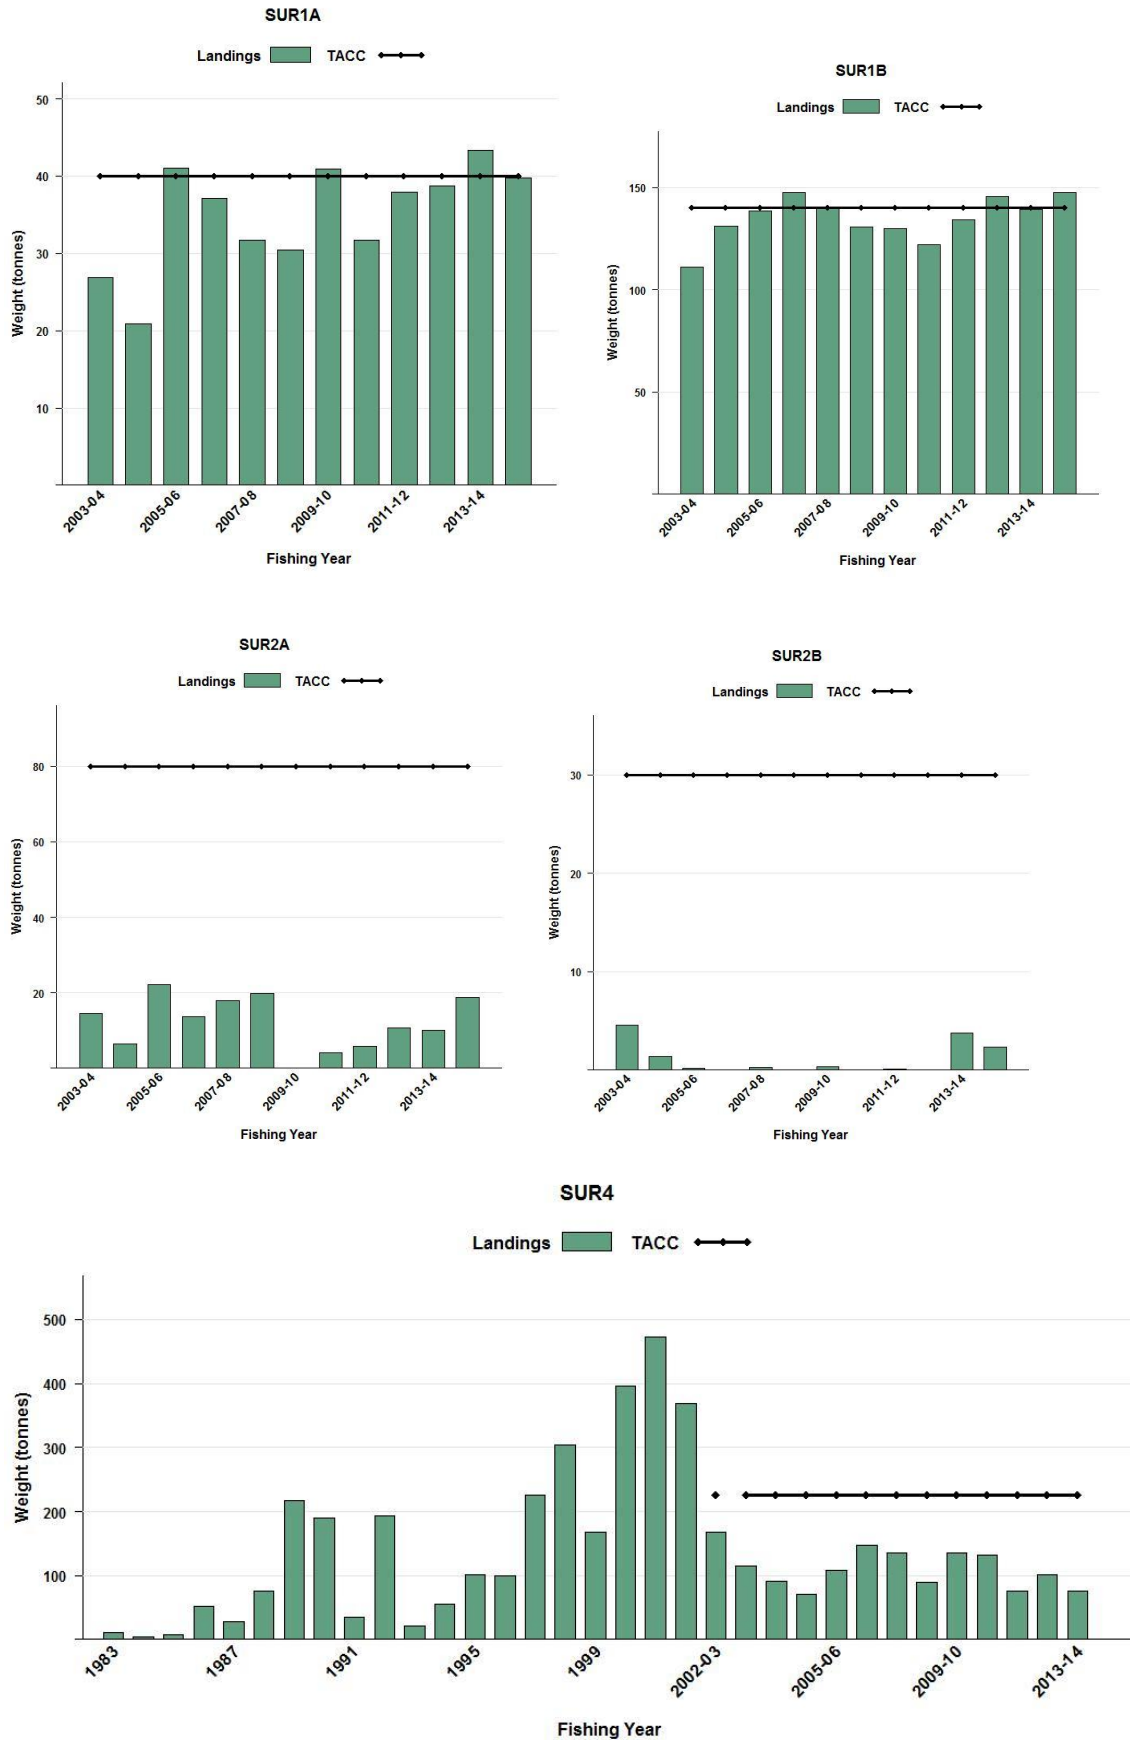 SUR1A
Landings TACC
50
40
30
20
10
Weight (tonnes)
2003-04 2005-06 2007-08 2009-10 2011-12 2013-14
Fishing Year
SUR1B
Landings TACC
150
100
50
Weight (tonnes)
2003-04 2005-06 2007-08 2009-10 2011-12 2013-14
Fishing Year
SUR2A
Landings TACC
80
60
40
20
Weight (tonnes)
2003-04 2005-06 2007-08 2009-10 2011-12 2013-14
Fishing Year
SUR2B
Landings TACC
30
20
10
Weight (tonnes)
2003-04 2005-06 2007-08 2009-10 2011-12 2013-14
Fishing Year
SUR4
Landings TACC
500
400
300
200
100
Weight (tonnes)
1983 1987 1991 1995 1999 2002-03 2005-06 2009-10 2013-14
Fishing Year